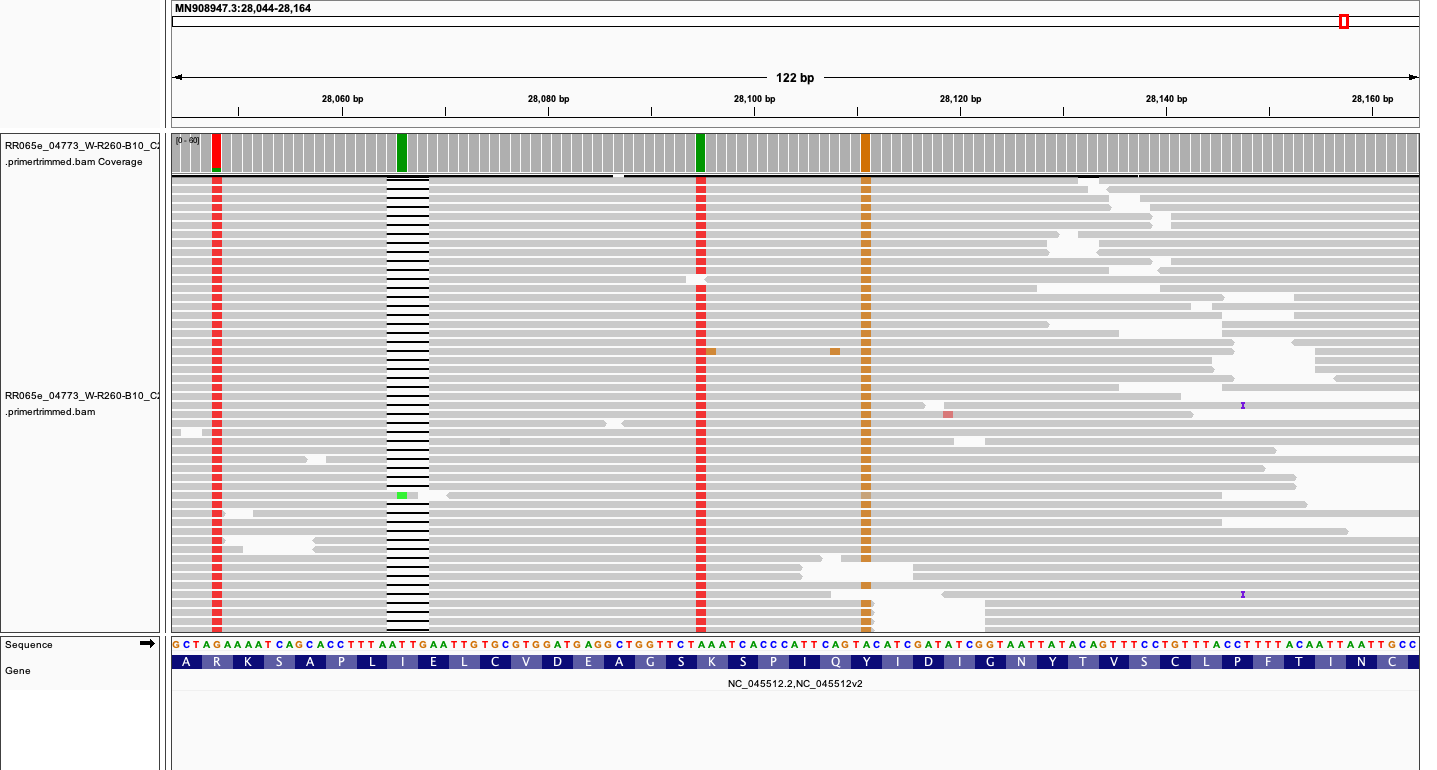 MN908947.3:28,044-28,164
122 bp
28,060 bp 28,080 bp 28,100 bp 28,120 bp 28,140 bp 28,160 bp
[0 - 60]
RR065e_04773_W-R260-B10_C2
.primertrimmed.bam Coverage
RR065e_04773_W-R260-B10_C2
.primertrimmed.bam
Sequence GCTAGAAAATCAGCACCTTTAATTGAATTGTGCGTGGATGAGGCTGGTTCTAAATCACCCATTCAGTACATCGATATCGGTAATTATACAGTTTCCTGTTTACCTTTTACAATTAATTGCC
Gene A R K S A P L I E L C V D E A G S K S P I Q Y I D I G N Y T V S C L P F T I N C
NC_045512.2,NC_045512v2